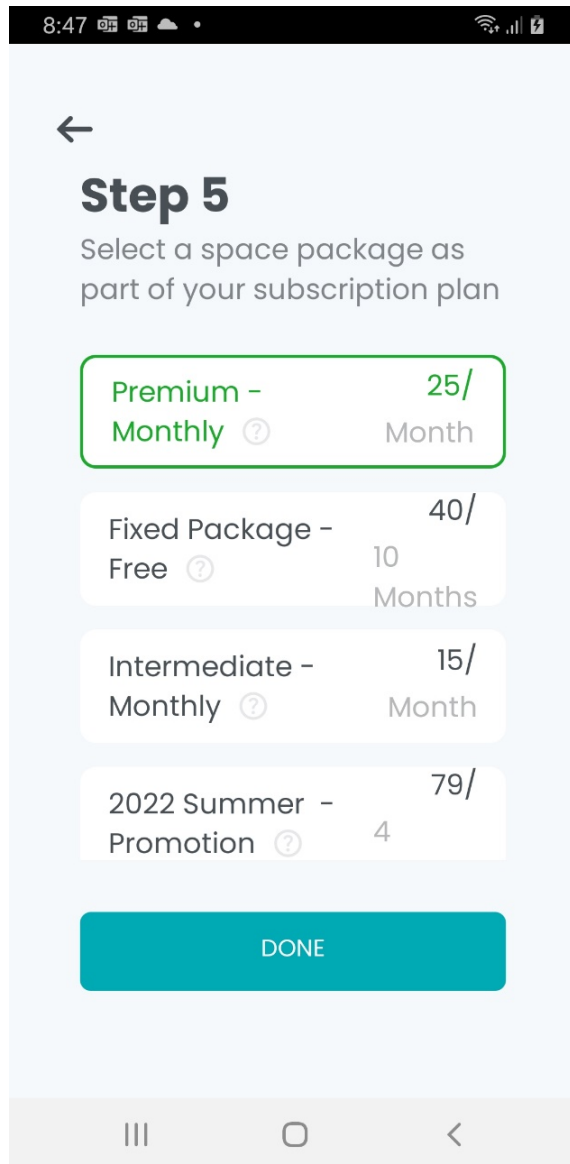 8:47
Step 5
Select a space package as
part of your subscription plan
Premium - 25/
Monthly ? Month
Fixed Package - 40/
Free ? 10
Months
Intermediate - 15/
Monthly ? Month
2022 Summer - 79/
Promotion ? 4
DONE